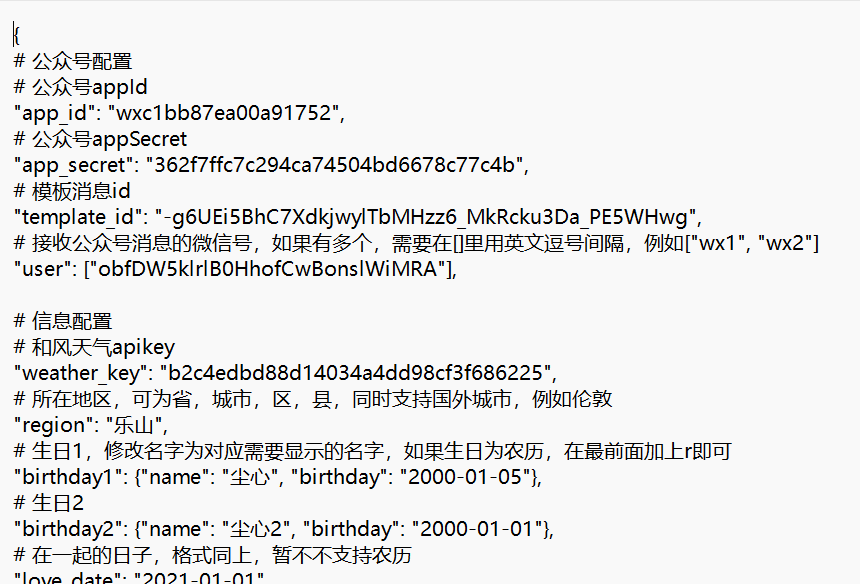 {
# 公众号配置
# 公众号appId
"app_id": "wxc1bb87ea00a91752",
# 公众号appSecret
"app_secret": "362f7ffc7c294ca74504bd6678c77c4b",
# 模板消息id
"template_id": "-g6UEi5BhC7XdkjwylTbMHzz6_MkRcku3Da_PE5WHwg",
# 接收公众号消息的微信号，如果有多个，需要在[]里用英文逗号间隔，例如["wx1", "wx2"]
"user": ["obfDW5klrlB0HhofCwBonslWiMRA"],
# 信息配置
# 和风天气apikey
"weather_key": "b2c4edbd88d14034a4dd98cf3f686225",
# 所在地区，可为省，城市，区，县，同时支持国外城市，例如伦敦
"region": "乐山",
# 生日1，修改名字为对应需要显示的名字，如果生日为农历，在最前面加上r即可
"birthday1": {"name": "尘心", "birthday": "2000-01-05"},
# 生日2
"birthday2": {"name": "尘心2", "birthday": "2000-01-01"},
# 在一起的日子，格式同上，暂不不支持农历
"love_date": "2021-01-01"